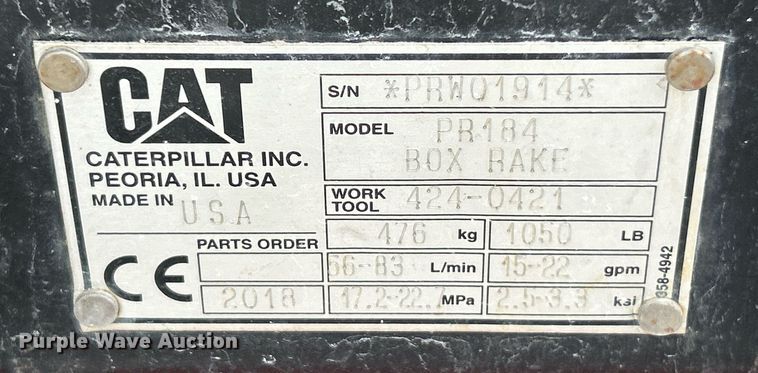 CAT
CATERPILLAR INC.
PEORIA, IL. USA
MADE IN USA
S/N *PRW01914*
MODEL PR184
BOX RAKE
WORK TOOL 424-0421
476 kg 1050 LB
PARTS ORDER
56-83 L/min 15-22 gpm
CE
2018 17.2-22.7 MPa 2.5-3.3 ksi
358-4942
Purple Wave Auction